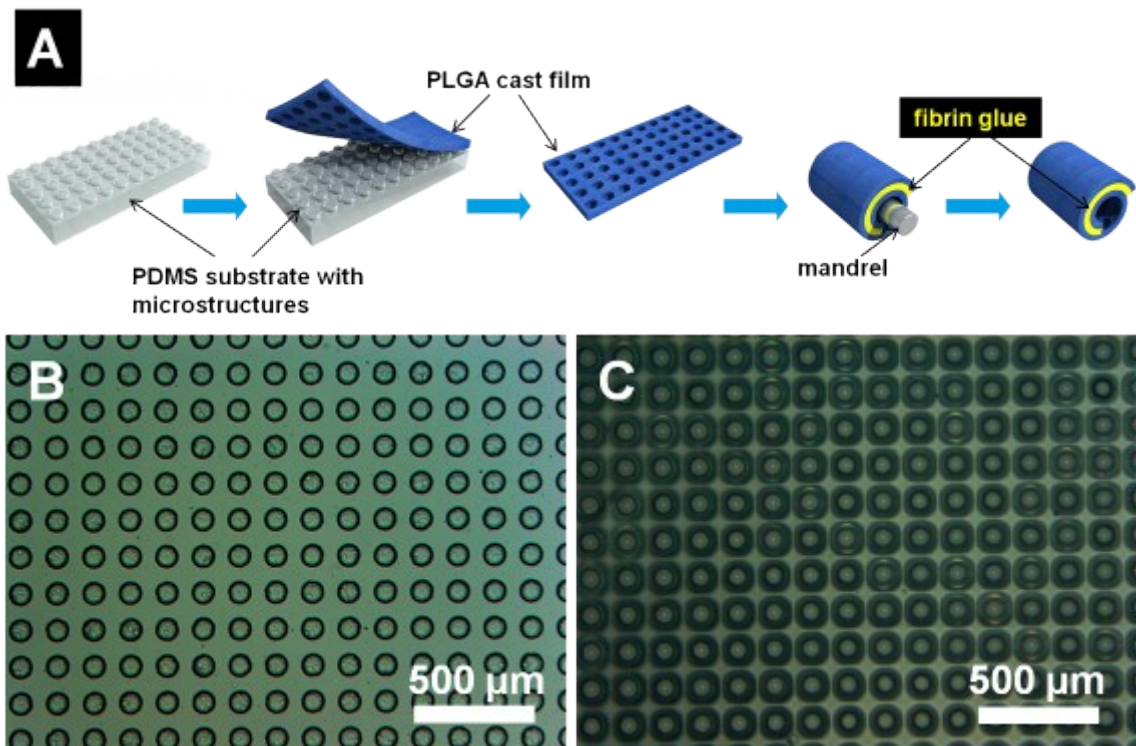 A
PLGA cast film
fibrin glue
PDMS substrate with
microstructures
mandrel
B
C
500 µm
500 µm